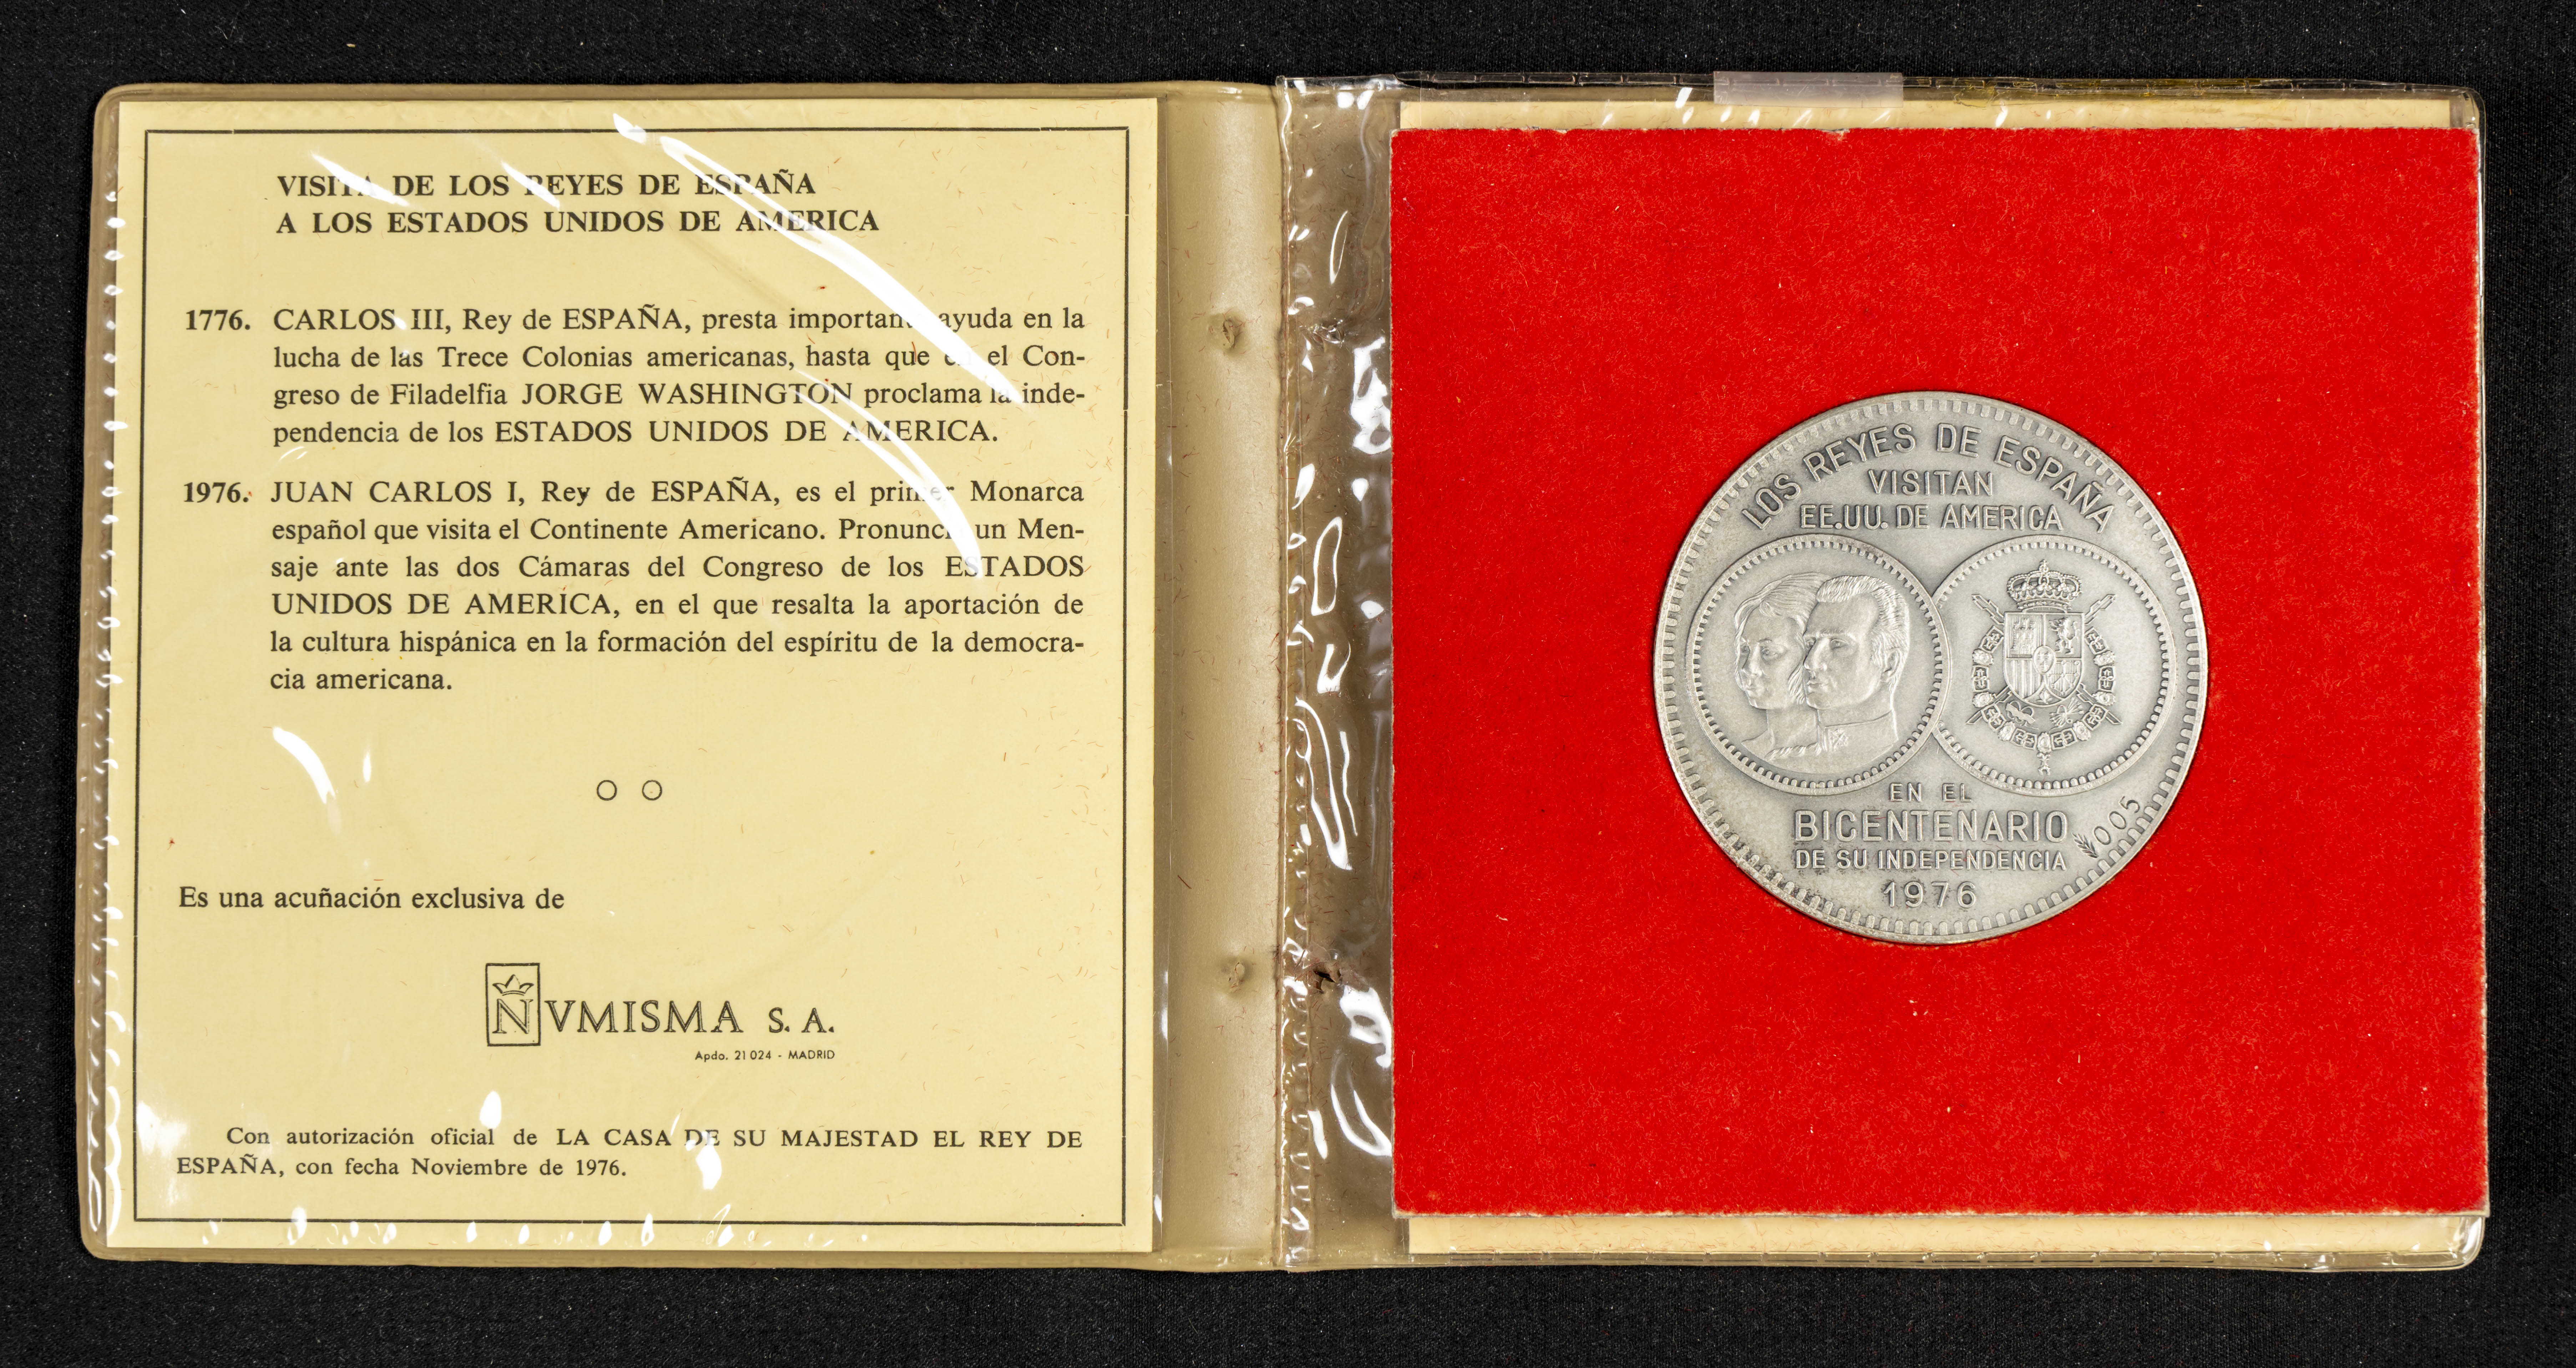 VISITA DE LOS REYES DE ESPAÑA
A LOS ESTADOS UNIDOS DE AMERICA
1776. CARLOS III, Rey de ESPAÑA, presta importante ayuda en la
lucha de las Trece Colonias americanas, hasta que en el Con-
greso de Filadelfia JORGE WASHINGTON proclama la inde-
pendencia de los ESTADOS UNIDOS DE AMERICA.
1976. JUAN CARLOS I, Rey de ESPAÑA, es el primer Monarca
español que visita el Continente Americano. Pronuncia un Men-
saje ante las dos Cámaras del Congreso de los ESTADOS
UNIDOS DE AMERICA, en el que resalta la aportación de
la cultura hispánica en la formación del espíritu de la democra-
cia americana.
Es una acuñación exclusiva de
NVMISMA S. A.
Apdo. 21 024 - MADRID
Con autorización oficial de LA CASA DE SU MAJESTAD EL REY DE
ESPAÑA, con fecha Noviembre de 1976.
LOS REYES DE ESPAÑA
VISITAN
EE.UU. DE AMERICA
EN EL
BICENTENARIO
DE SU INDEPENDENCIA
1976
1005